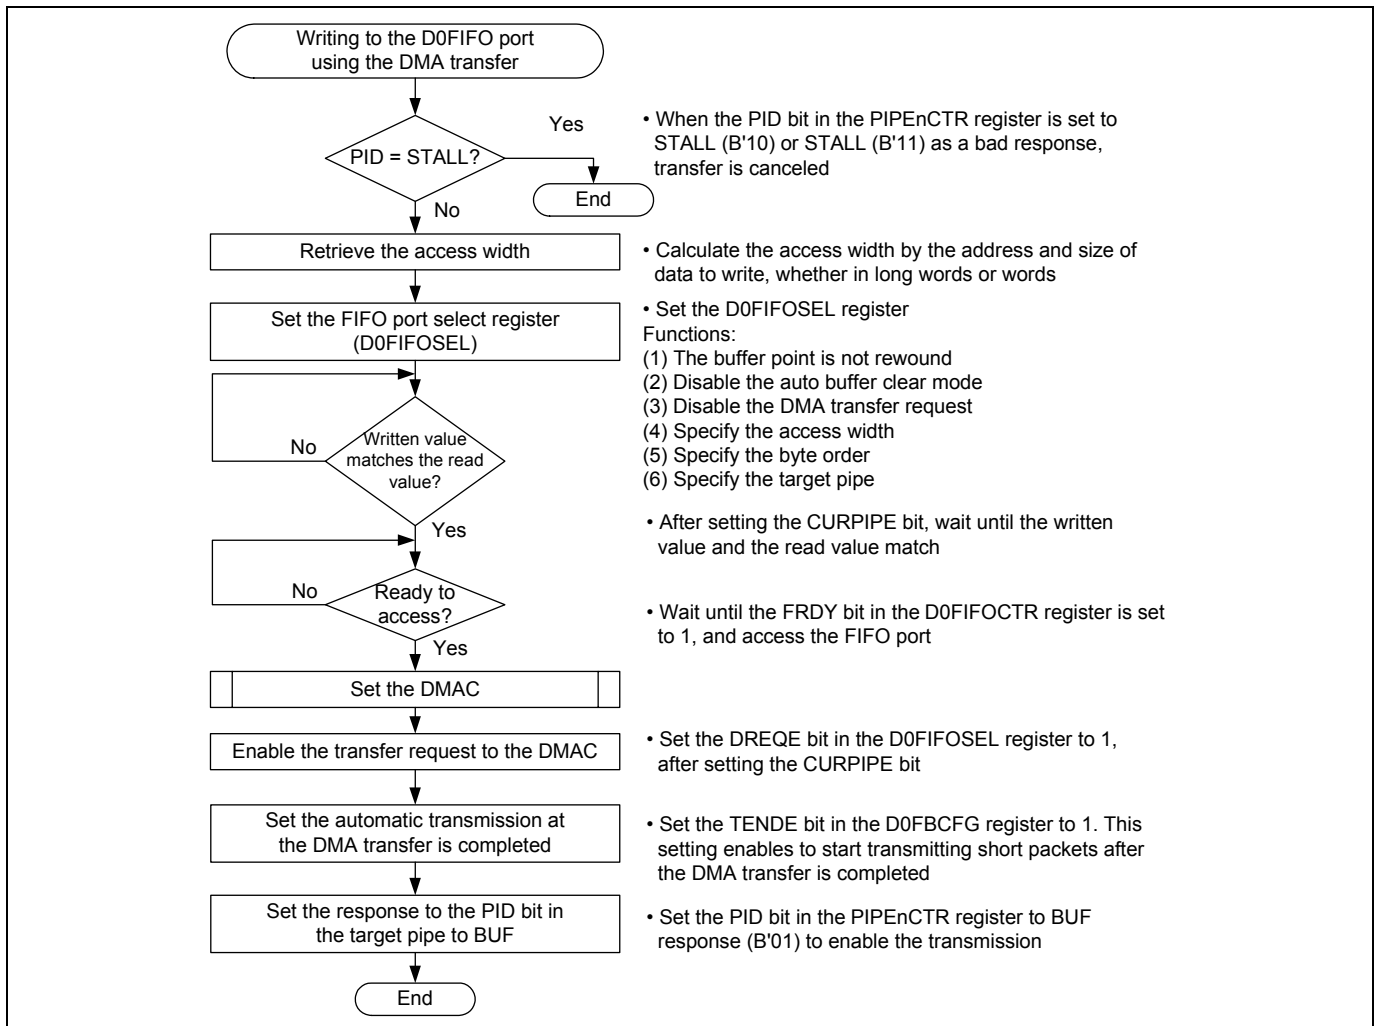 Writing to the D0FIFO port
using the DMA transfer
PID = STALL?
Yes
End
No
• When the PID bit in the PIPEnCTR register is set to
STALL (B'10) or STALL (B'11) as a bad response,
transfer is canceled
Retrieve the access width
• Calculate the access width by the address and size of
data to write, whether in long words or words
Set the FIFO port select register
(D0FIFOSEL)
• Set the D0FIFOSEL register
Functions:
(1) The buffer point is not rewound
(2) Disable the auto buffer clear mode
(3) Disable the DMA transfer request
(4) Specify the access width
(5) Specify the byte order
(6) Specify the target pipe
No
Written value
matches the read
value?
Yes
• After setting the CURPIPE bit, wait until the written
value and the read value match
No
Ready to
access?
Yes
• Wait until the FRDY bit in the D0FIFOCTR register is set
to 1, and access the FIFO port
Set the DMAC
Enable the transfer request to the DMAC
• Set the DREQE bit in the D0FIFOSEL register to 1,
after setting the CURPIPE bit
Set the automatic transmission at
the DMA transfer is completed
• Set the TENDE bit in the D0FBCFG register to 1. This
setting enables to start transmitting short packets after
the DMA transfer is completed
Set the response to the PID bit in
the target pipe to BUF
• Set the PID bit in the PIPEnCTR register to BUF
response (B'01) to enable the transmission
End